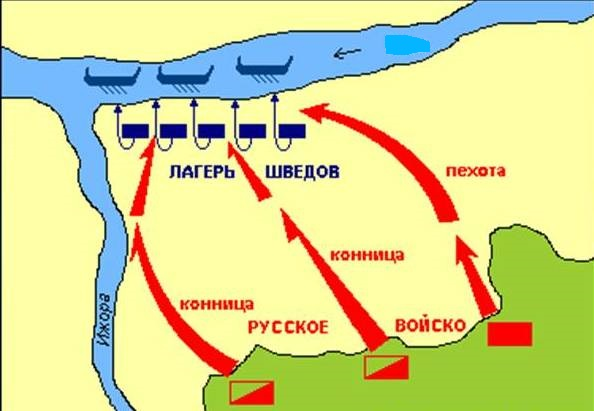 ЛАГЕРЬ ШВЕДОВ
пехота
конница
конница
РУССКОЕ ВОЙСКО
Ижора